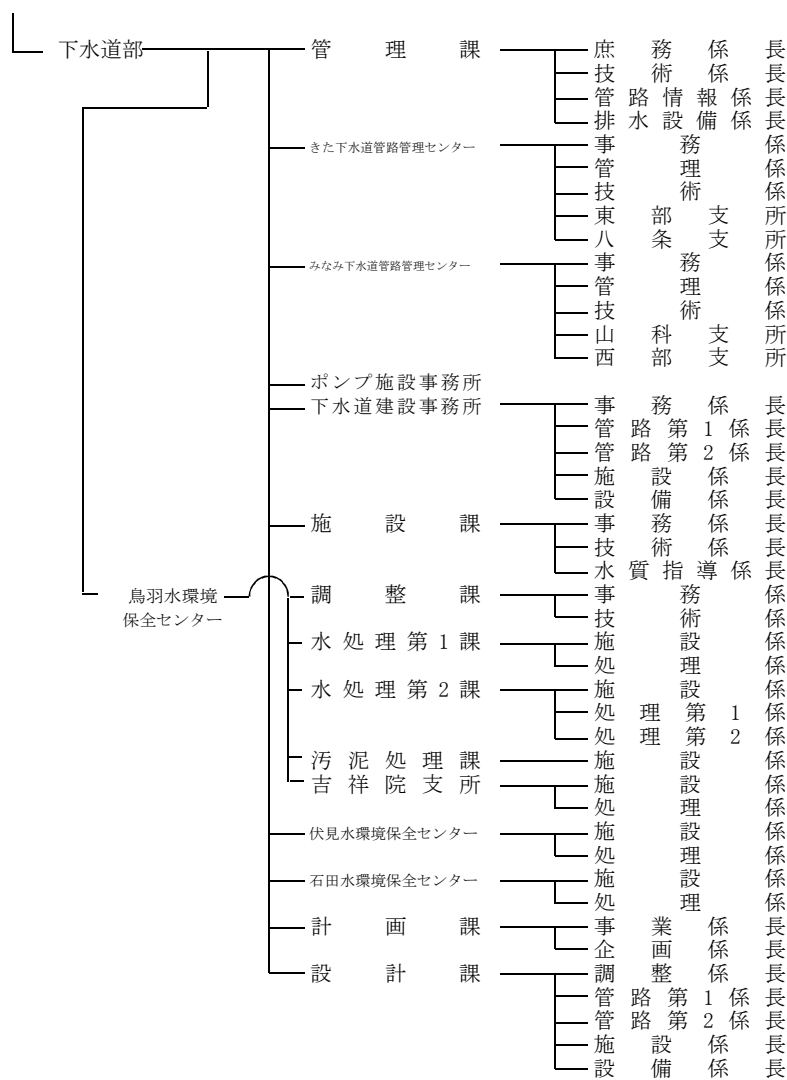 下水道部 管理課 庶務係長
技術係長
管路情報係長
排水設備係長
きた下水道管路管理センター 事務係
管理係
技術係
東部支所
八条支所
みなみ下水道管路管理センター 事務係
管理係
技術係
山科支所
西部支所
ポンプ施設事務所
下水道建設事務所 事務係長
管路第1係長
管路第2係長
施設係長
設備係長
施設課 事務係長
技術係長
水質指導係長
鳥羽水環境保全センター 調整課 事務係
技術係
水処理第1課 施設係
処理係
水処理第2課 施設係
処理第1係
処理第2係
汚泥処理課 施設係
吉祥院支所 施設係
処理係
伏見水環境保全センター 施設係
処理係
石田水環境保全センター 施設係
処理係
計画課 事業係長
企画係長
設計課 調整係長
管路第1係長
管路第2係長
施設係長
設備係長